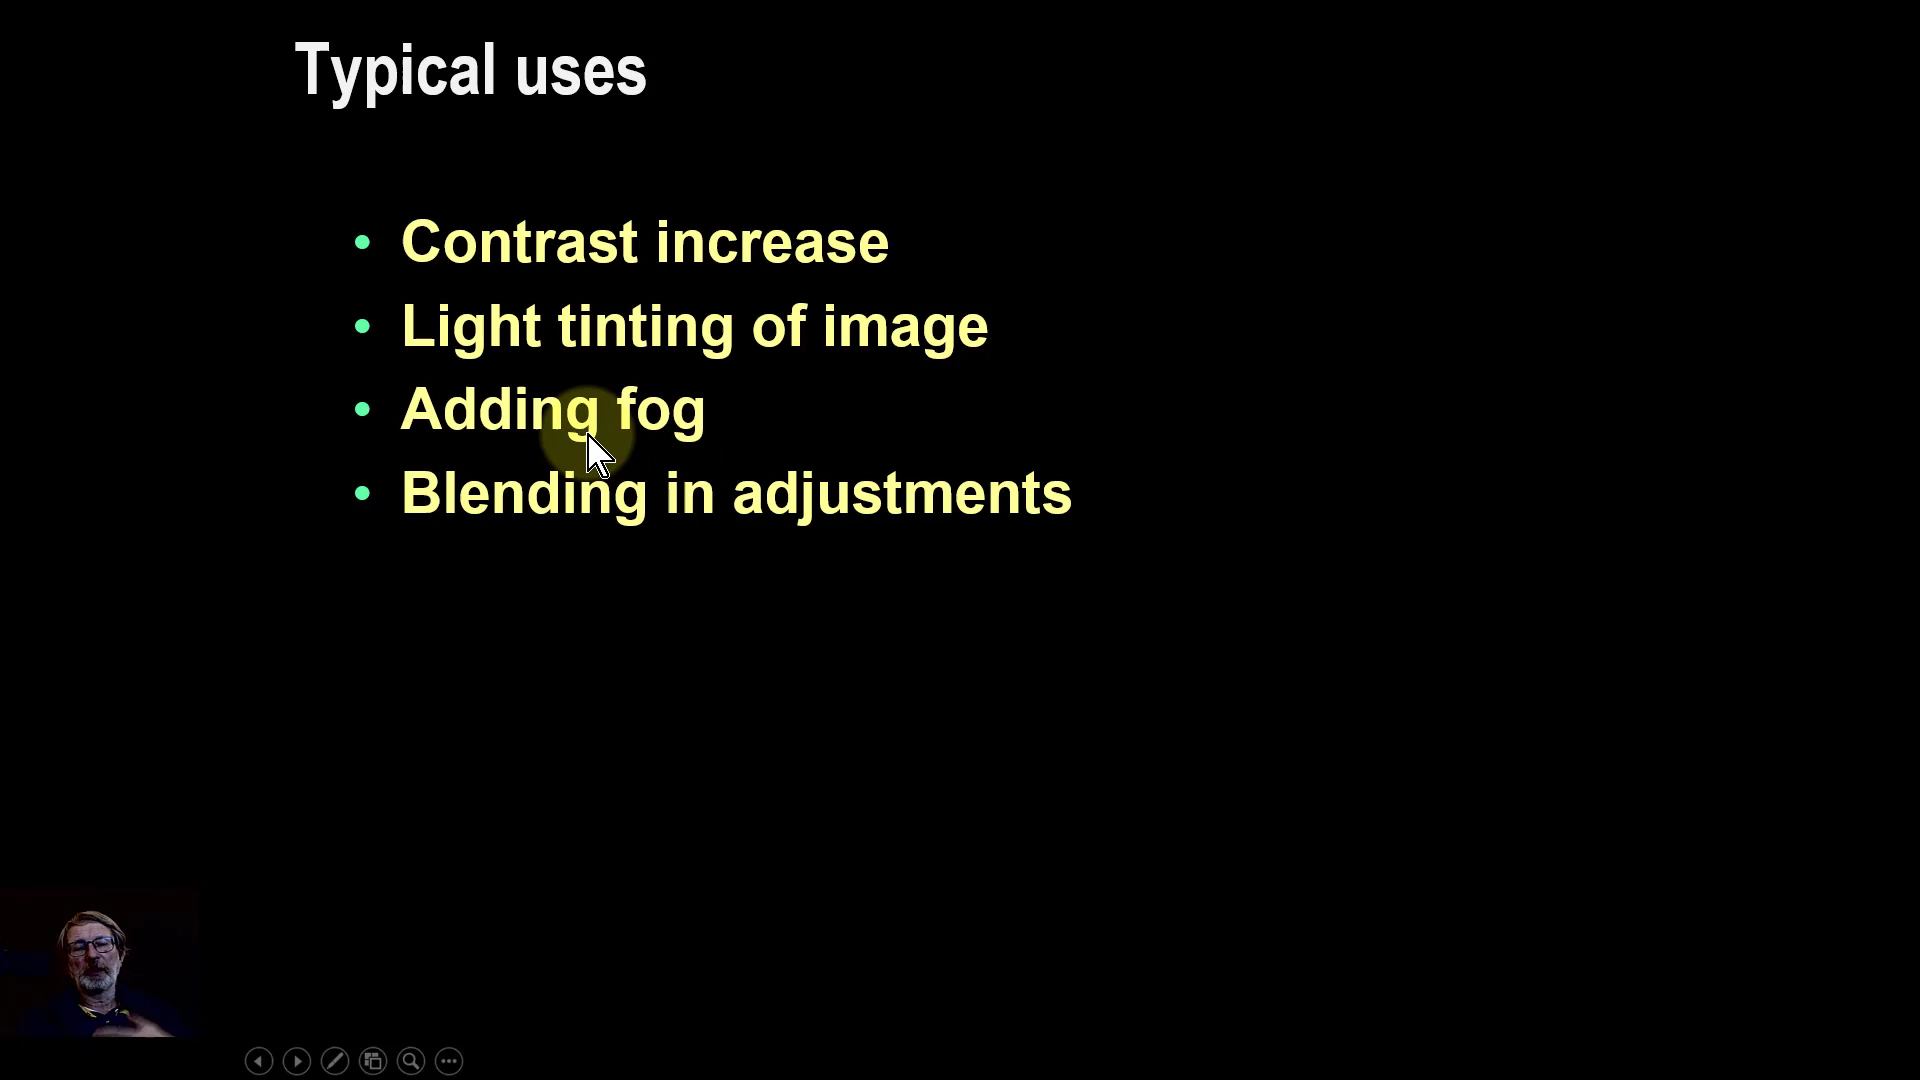 Typical uses
• Contrast increase
• Light tinting of image
• Adding fog
• Blending in adjustments